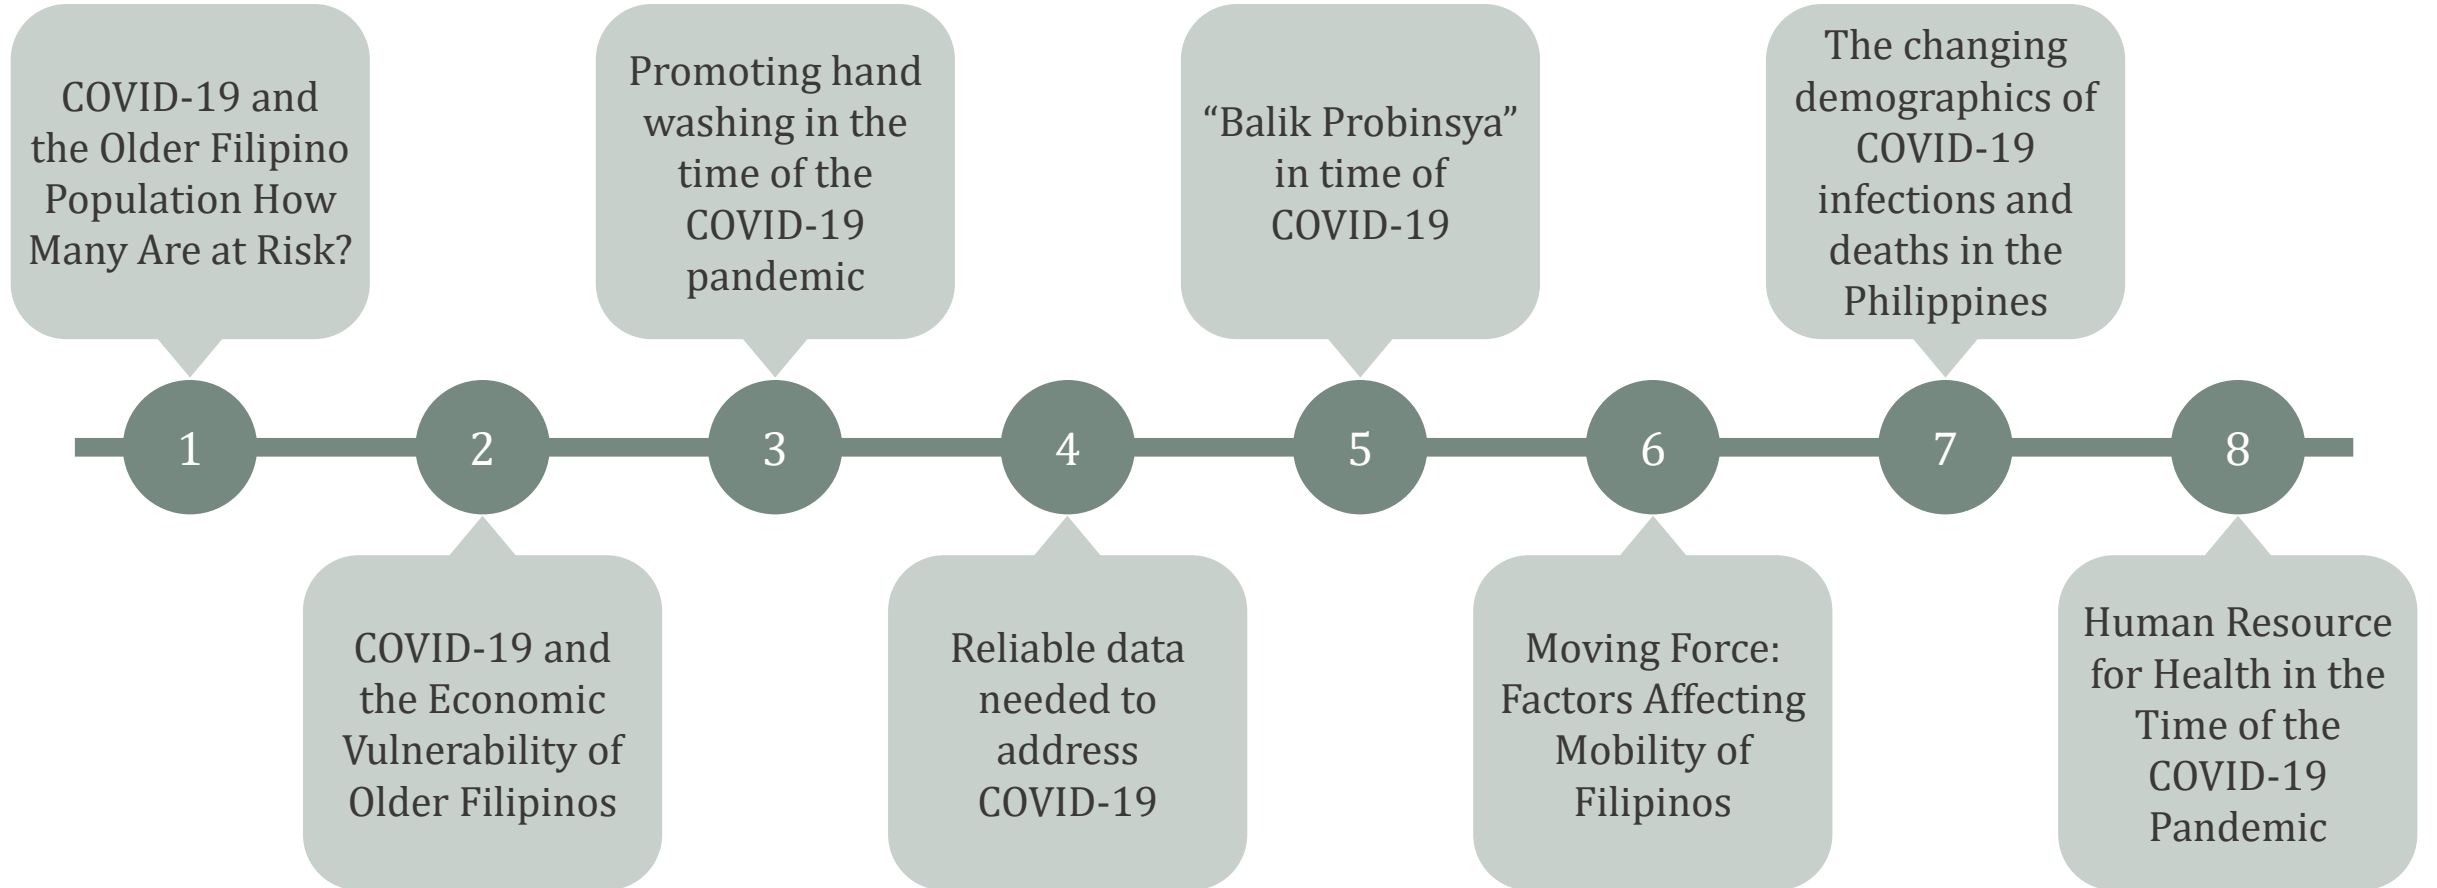 COVID-19 and
the Older Filipino
Population How
Many Are at Risk?
Promoting hand
washing in the
time of the
COVID-19
pandemic
“Balik Probinsya”
in time of
COVID-19
The changing
demographics of
COVID-19
infections and
deaths in the
Philippines
1
2
3
4
5
6
7
8
COVID-19 and
the Economic
Vulnerability of
Older Filipinos
Reliable data
needed to
address
COVID-19
Moving Force:
Factors Affecting
Mobility of
Filipinos
Human Resource
for Health in the
Time of the
COVID-19
Pandemic